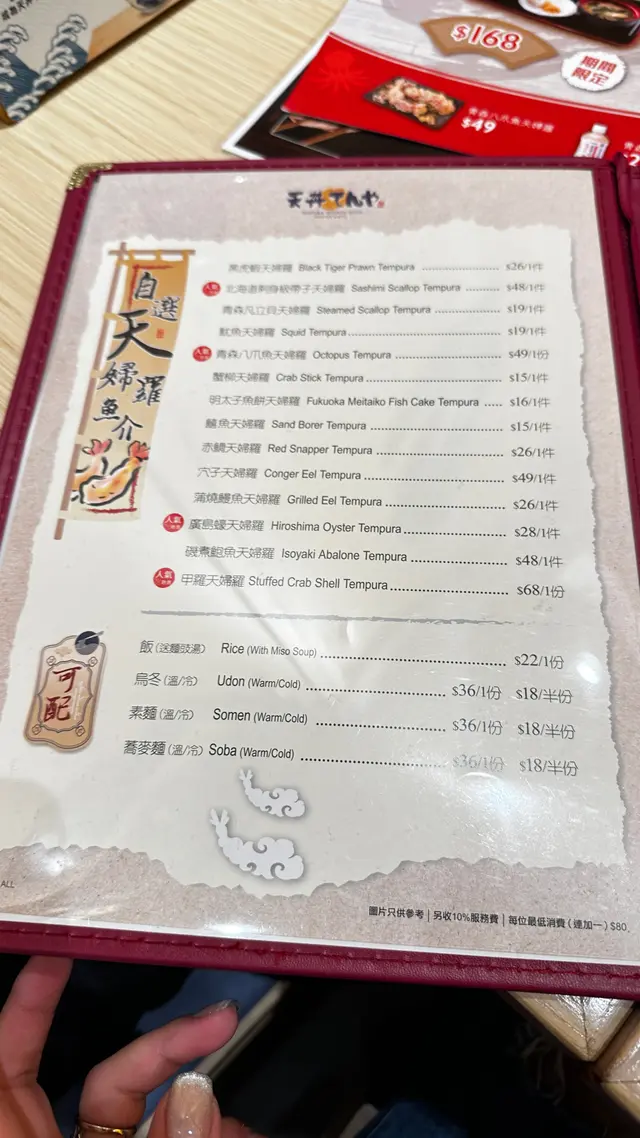 $168
期間
限定
青森八爪魚天婦羅
$49
天丼てんや
自選
天婦羅
魚介
黑虎蝦天婦羅 Black Tiger Prawn Tempura $26/1件
人氣 北海道刺身級帶子天婦羅 Sashimi Scallop Tempura $48/1件
青森凡立貝天婦羅 Steamed Scallop Tempura $19/1件
魷魚天婦羅 Squid Tempura $19/1件
人氣 青森八爪魚天婦羅 Octopus Tempura $49/1份
蟹柳天婦羅 Crab Stick Tempura $15/1件
明太子魚餅天婦羅 Fukuoka Meitaiko Fish Cake Tempura $16/1件
鱚魚天婦羅 Sand Borer Tempura $15/1件
赤鯛天婦羅 Red Snapper Tempura $26/1件
穴子天婦羅 Conger Eel Tempura $49/1件
蒲燒鰻魚天婦羅 Grilled Eel Tempura $26/1件
人氣 廣島蠔天婦羅 Hiroshima Oyster Tempura $28/1件
磯煮鮑魚天婦羅 Isoyaki Abalone Tempura $48/1件
人氣 甲羅天婦羅 Stuffed Crab Shell Tempura $68/1份
可配
飯(送麵豉湯) Rice (With Miso Soup) $22/1份
烏冬(溫/冷) Udon (Warm/Cold) $36/1份 $18/半份
素麵(溫/冷) Somen (Warm/Cold) $36/1份 $18/半份
蕎麥麵(溫/冷) Soba (Warm/Cold) $36/1份 $18/半份
ALL
圖片只供參考 | 另收10%服務費 | 每位最低消費(連加一) $80